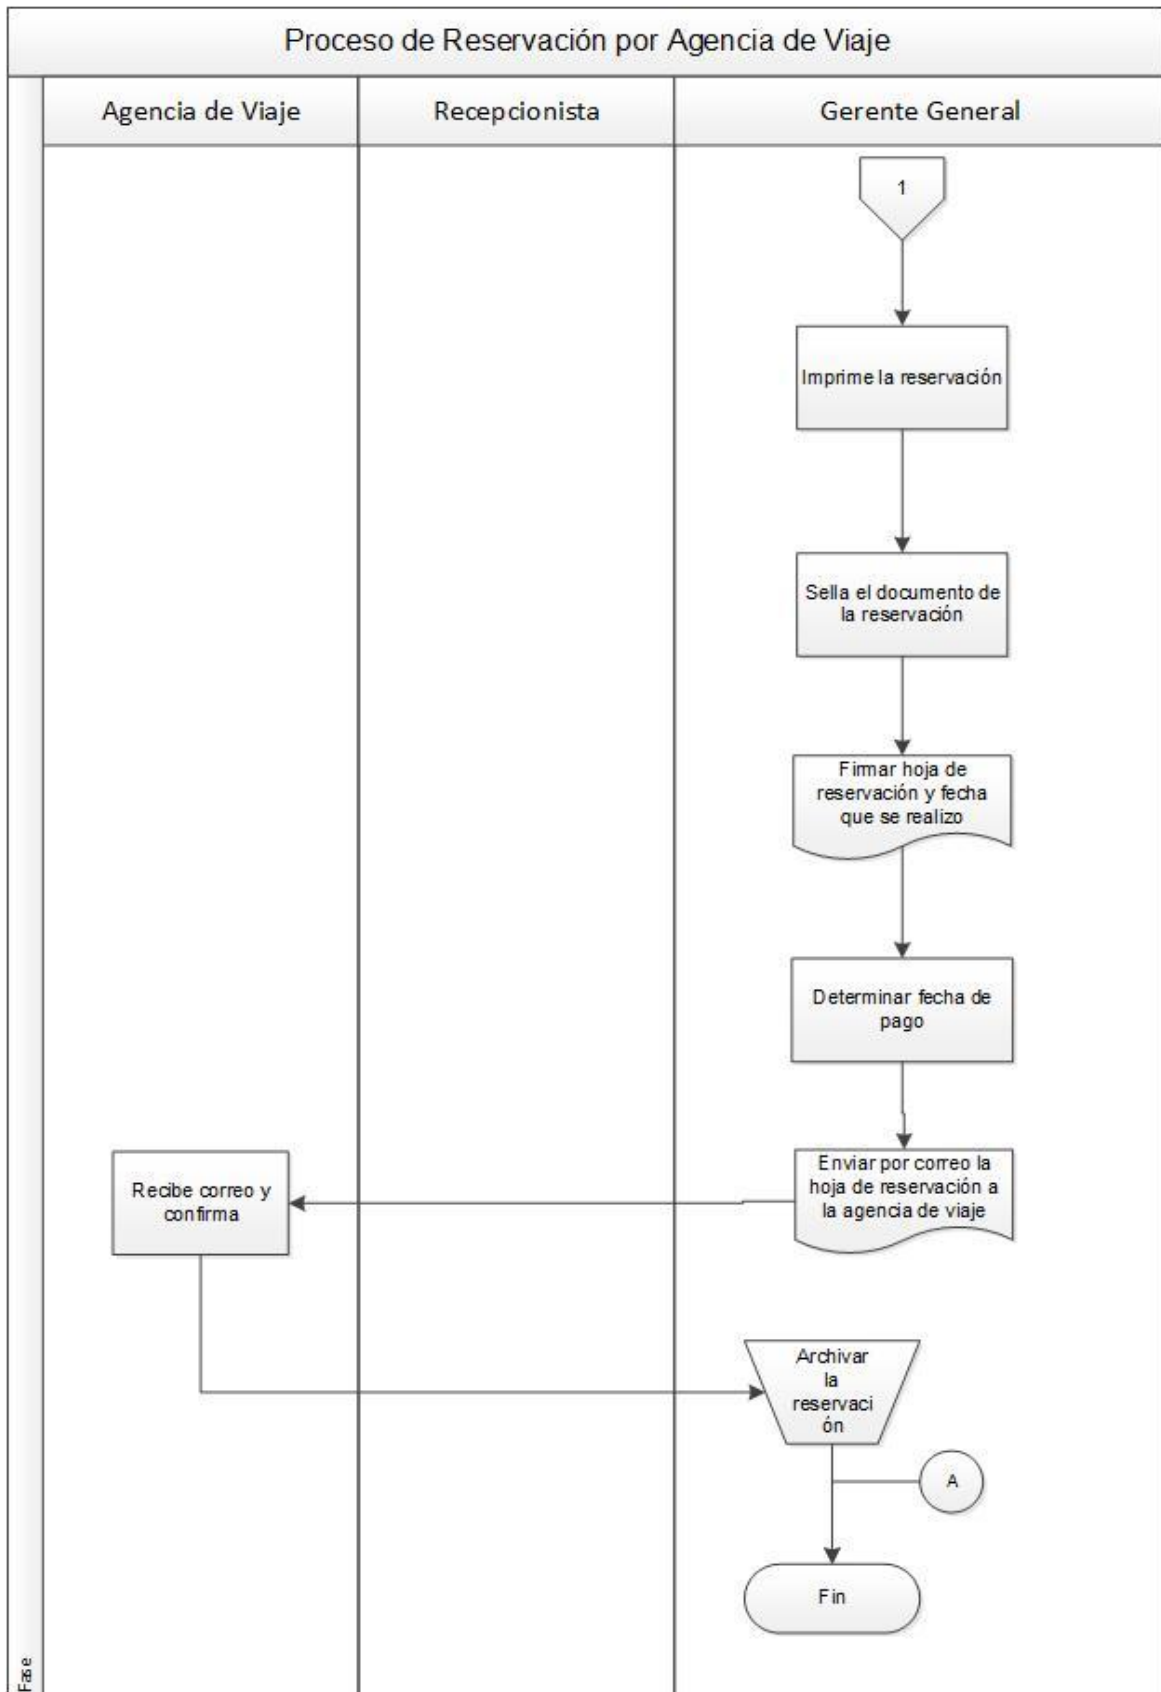 Proceso de Reservación por Agencia de Viaje
Agencia de Viaje
Recepcionista
Gerente General
1
Imprime la reservación
Sella el documento de
la reservación
Firmar hoja de
reservación y fecha
que se realizo
Determinar fecha de
pago
Enviar por correo la
hoja de reservación a
la agencia de viaje
Recibe correo y
confirma
Archivar
la
reservaci
ón
A
Fin
Fase